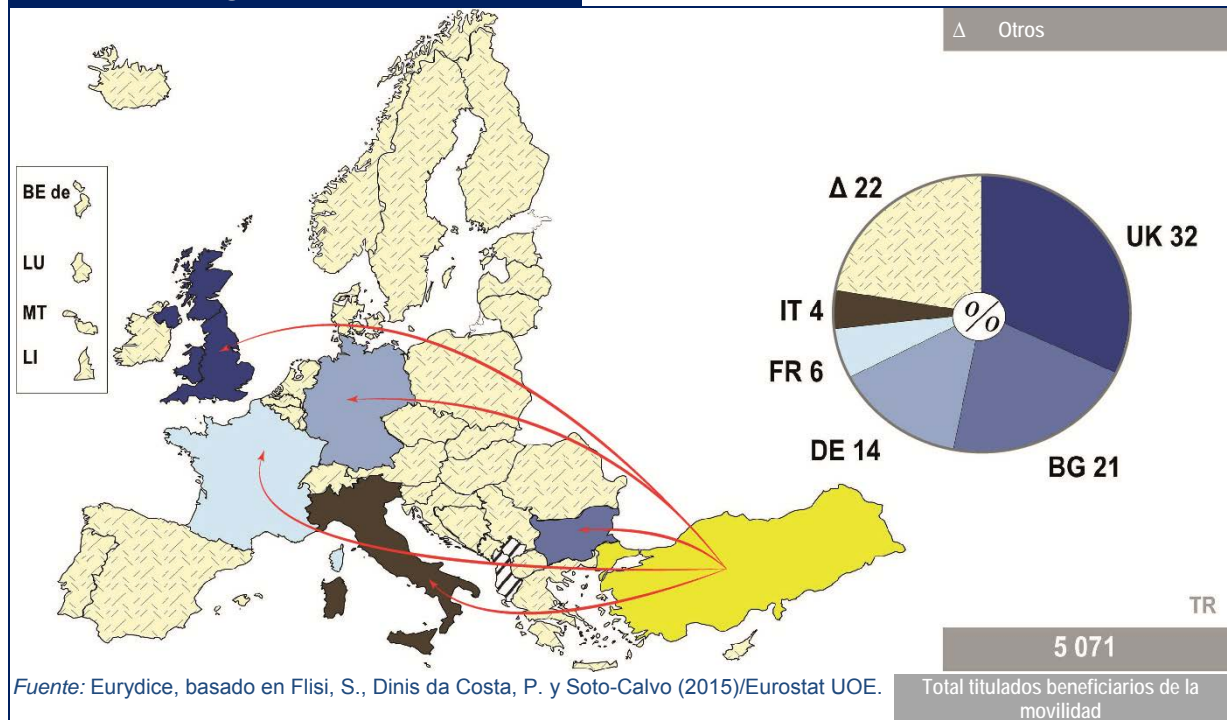 Δ Otros
BE de
LU
MT
LI
Δ 22
UK 32
IT 4
%
FR 6
DE 14
BG 21
TR
5 071
Fuente: Eurydice, basado en Flisi, S., Dinis da Costa, P. y Soto-Calvo (2015)/Eurostat UOE.
Total titulados beneficiarios de la
movilidad